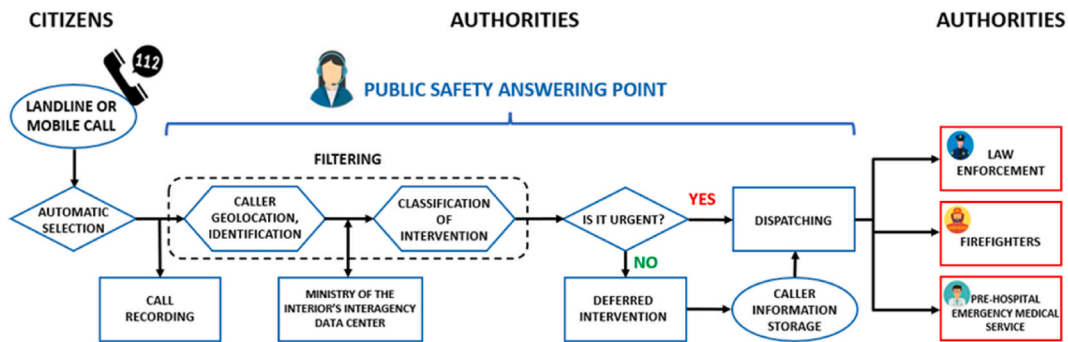 CITIZENS
AUTHORITIES
AUTHORITIES
112
PUBLIC SAFETY ANSWERING POINT
LANDLINE OR
MOBILE CALL
FILTERING
AUTOMATIC
SELECTION
CALLER
GEOLOCATION,
IDENTIFICATION
CLASSIFICATION
OF
INTERVENTION
IS IT URGENT?
YES
NO
DISPATCHING
LAW
ENFORCEMENT
FIREFIGHTERS
PRE-HOSPITAL
EMERGENCY MEDICAL
SERVICE
CALL
RECORDING
MINISTRY OF THE
INTERIOR'S INTERAGENCY
DATA CENTER
DEFERRED
INTERVENTION
CALLER
INFORMATION
STORAGE